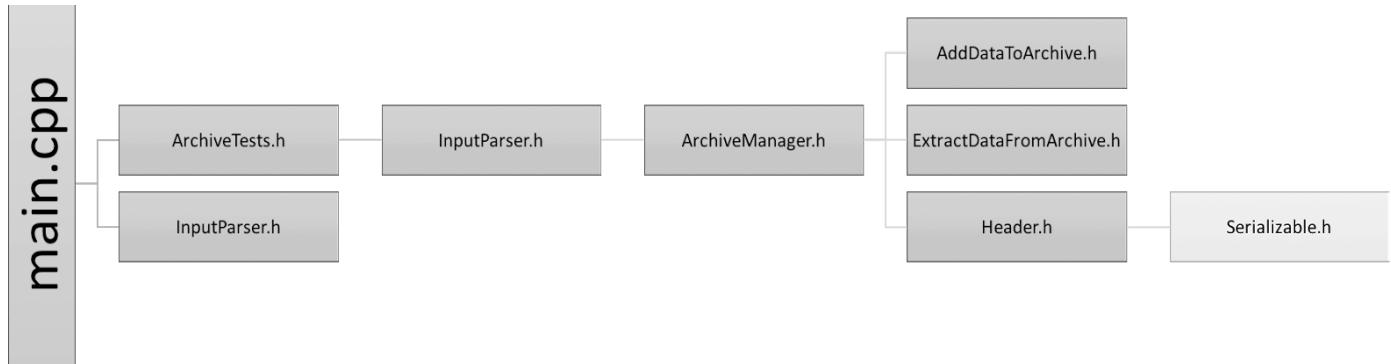 main.cpp
ArchiveTests.h
InputParser.h
InputParser.h
ArchiveManager.h
AddDataToArchive.h
ExtractDataFromArchive.h
Header.h
Serializable.h